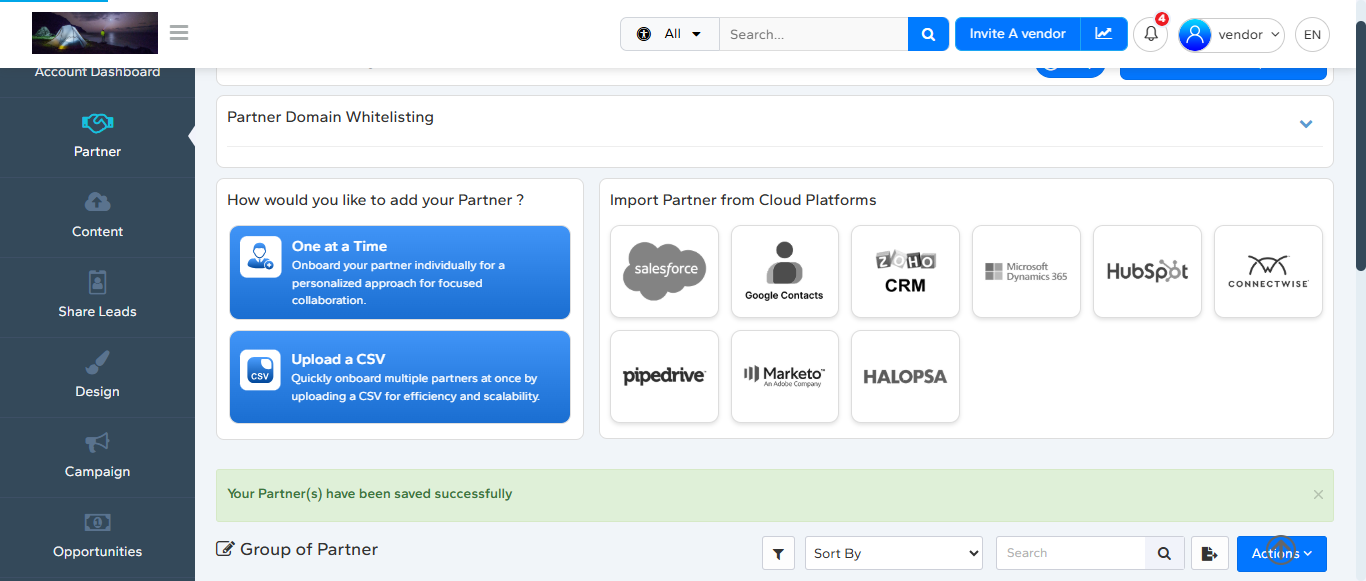 All
Search...
Invite A vendor
4
vendor
EN
Account Dashboard
Partner
Content
Share Leads
Design
Campaign
Opportunities
Partner Domain Whitelisting
How would you like to add your Partner ?
One at a Time
Onboard your partner individually for a
personalized approach for focused
collaboration.
CSV
Upload a CSV
Quickly onboard multiple partners at once by
uploading a CSV for efficiency and scalability.
Import Partner from Cloud Platforms
salesforce
Google Contacts
ZOHO
CRM
Microsoft
Dynamics 365
HubSpot
CONNECTWISE
pipedrive
Marketo™
An Adobe Company
HALOPSA
Your Partner(s) have been saved successfully
×
Group of Partner
Sort By
Search
Actions